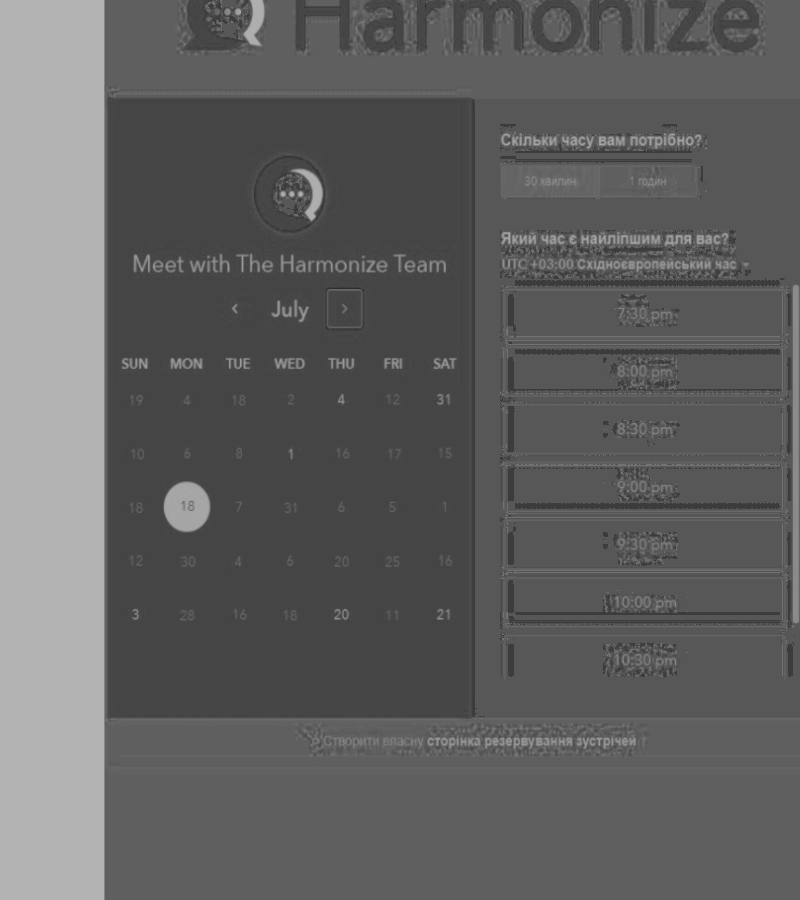 Harmonize
Meet with The Harmonize Team
July
SUN MON TUE WED THU FRI SAT
19 4 18 2 4 12 31
10 6 8 1 16 17 15
18 18 7 31 6 5 1
12 30 4 6 20 25 16
3 28 16 18 20 11 21
Скільки часу вам потрібно?
30 хвилин 1 годин
Який час є найліпшим для вас?
UTC +03:00 Східноєвропейський час
7:30 pm
8:00 pm
8:30 pm
9:00 pm
9:30 pm
10:00 pm
10:30 pm
Створити власну сторінка резервування зустрічей